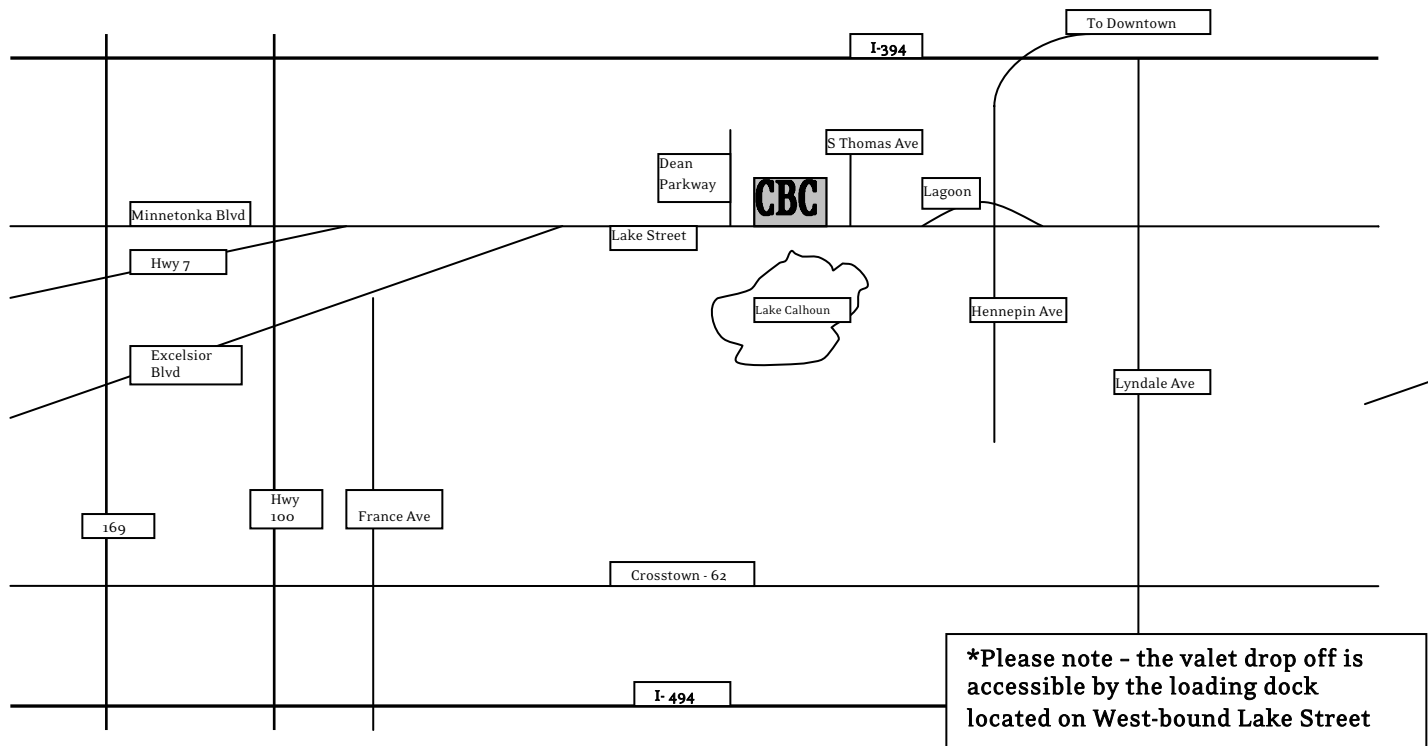 To Downtown
I-394
S Thomas Ave
Dean
Parkway
CBC
Lagoon
Minnetonka Blvd
Lake Street
Hwy 7
Lake Calhoun
Hennepin Ave
Excelsior
Blvd
Lyndale Ave
Hwy
100
France Ave
169
Crosstown - 62
I- 494
*Please note – the valet drop off is
accessible by the loading dock
located on West-bound Lake Street